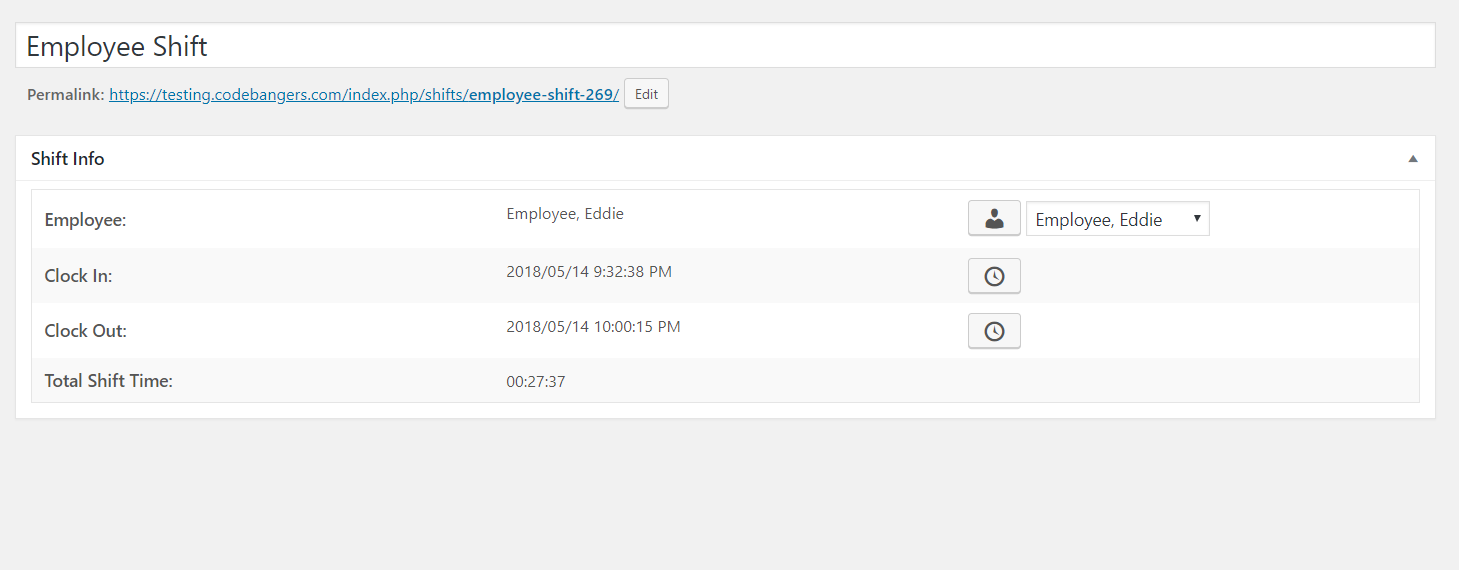 Employee Shift
Permalink: https://testing.codebangers.com/index.php/shifts/employee-shift-269/ Edit
Shift Info
Employee: Employee, Eddie Employee, Eddie
Clock In: 2018/05/14 9:32:38 PM
Clock Out: 2018/05/14 10:00:15 PM
Total Shift Time: 00:27:37